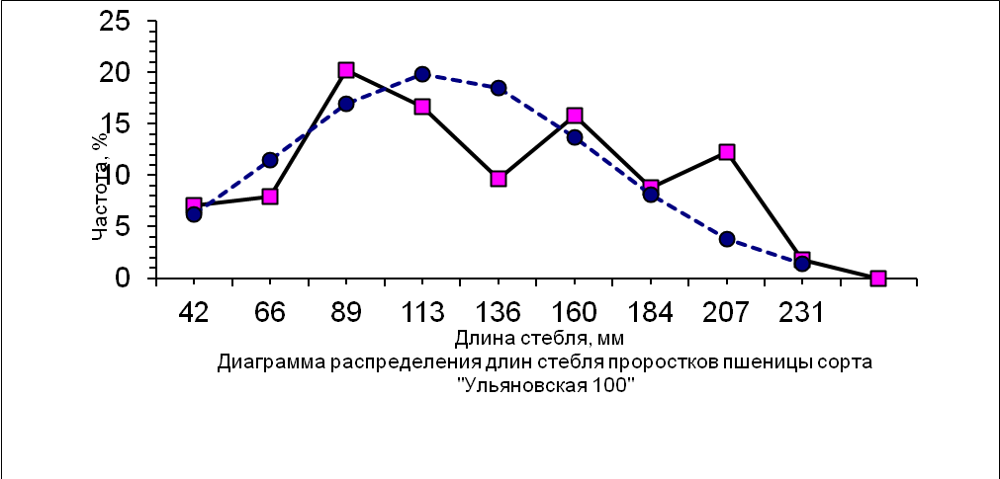 25
20
15
10
5
0
Частота, %
42 66 89 113 136 160 184 207 231
Длина стебля, мм
Диаграмма распределения длин стебля проростков пшеницы сорта
"Ульяновская 100"